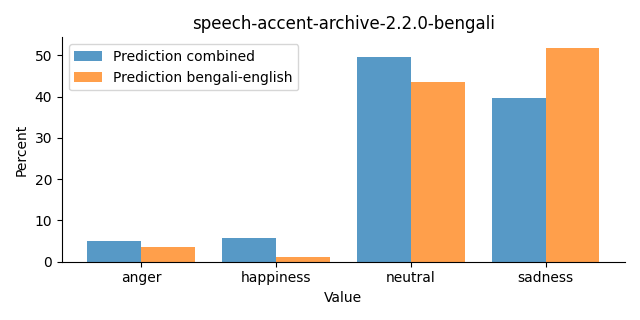 speech-accent-archive-2.2.0-bengali
Prediction combined
Prediction bengali-english
Percent
50
40
30
20
10
0
anger happiness neutral sadness
Value